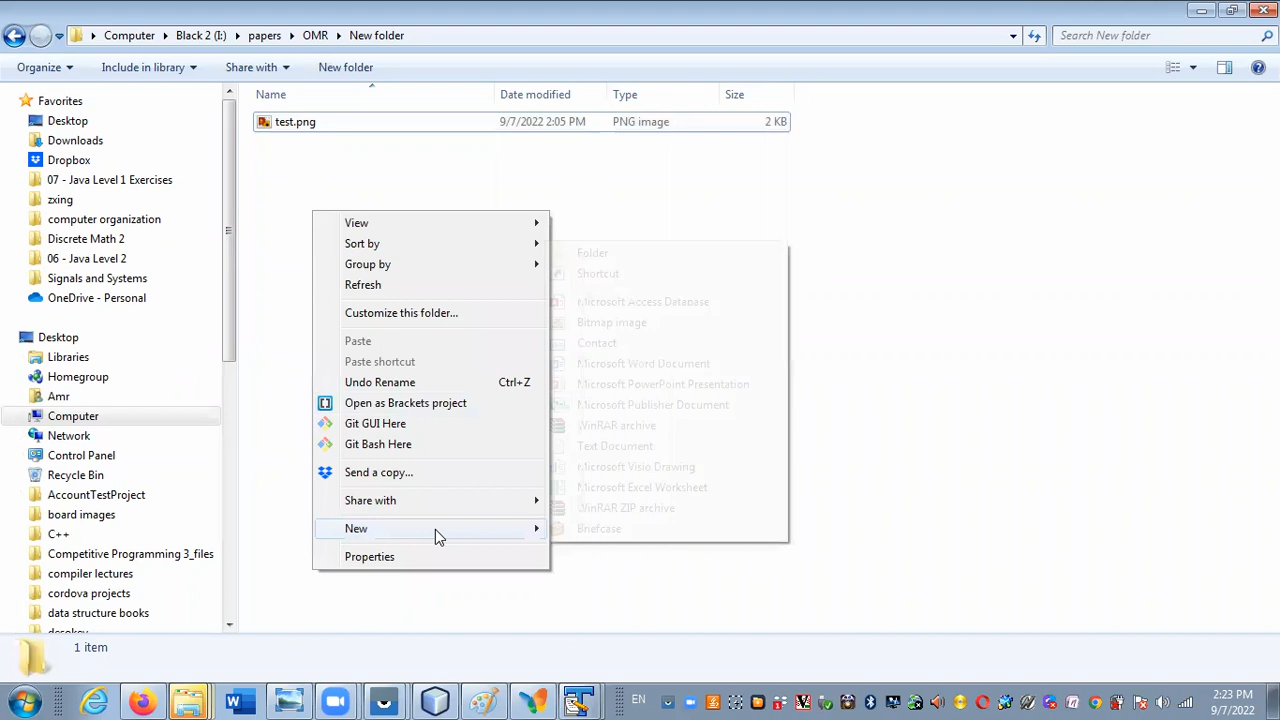 Computer Black 2 (I:) papers OMR New folder
Search New folder
Organize Include in library Share with New folder
Name Date modified Type Size
test.png 9/7/2022 2:05 PM PNG image 2 KB
Favorites
Desktop
Downloads
Dropbox
07 - Java Level 1 Exercises
zxing
computer organization
Discrete Math 2
06 - Java Level 2
Signals and Systems
OneDrive - Personal
Desktop
Libraries
Homegroup
Amr
Computer
Network
Control Panel
Recycle Bin
AccountTestProject
board images
C++
Competitive Programming 3_files
compiler lectures
cordova projects
data structure books
View
Sort by
Group by
Refresh
Customize this folder...
Paste
Paste shortcut
Undo Rename Ctrl+Z
Open as Brackets project
Git GUI Here
Git Bash Here
Send a copy...
Share with
New
Properties
Folder
Shortcut
Microsoft Access Database
Bitmap image
Contact
Microsoft Word Document
Microsoft PowerPoint Presentation
Microsoft Publisher Document
WinRAR archive
Text Document
Microsoft Visio Drawing
Microsoft Excel Worksheet
WinRAR ZIP archive
Briefcase
1 item
EN
2:23 PM
9/7/2022